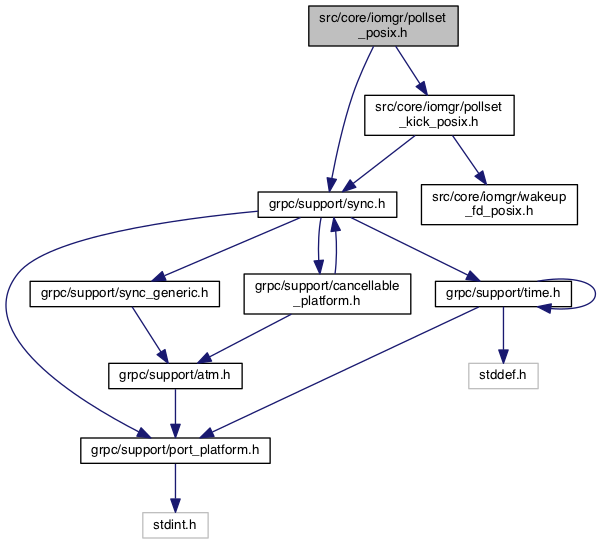 src/core/iomgr/pollset
_posix.h
src/core/iomgr/pollset
_kick_posix.h
grpc/support/sync.h
src/core/iomgr/wakeup
_fd_posix.h
grpc/support/sync_generic.h
grpc/support/cancellable
_platform.h
grpc/support/time.h
grpc/support/atm.h
stddef.h
grpc/support/port_platform.h
stdint.h